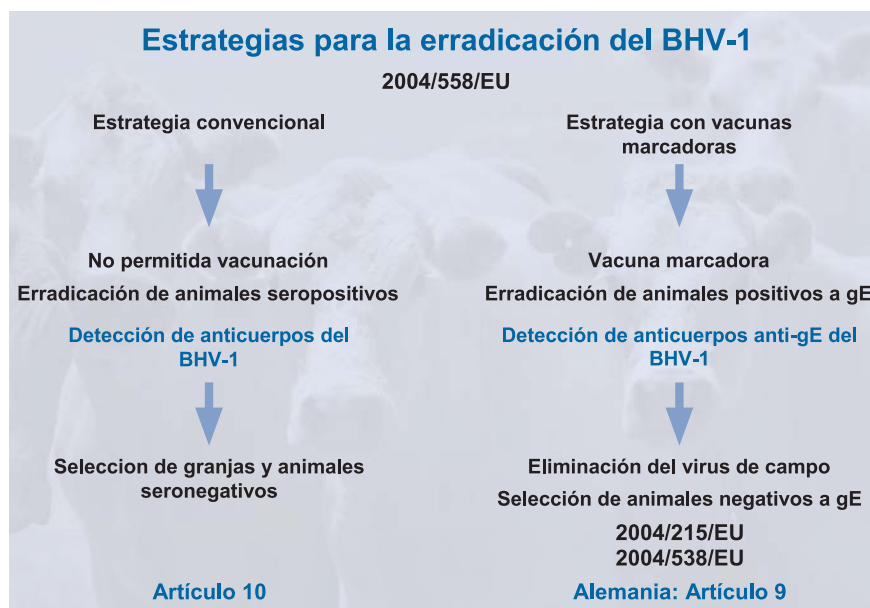 Estrategias para la erradicación del BHV-1
2004/558/EU
Estrategia convencional
No permitida vacunación
Erradicación de animales seropositivos
Detección de anticuerpos del
BHV-1
Seleccion de granjas y animales
seronegativos
Artículo 10
Estrategia con vacunas
marcadoras
Vacuna marcadora
Erradicación de animales positivos a gE
Detección de anticuerpos anti-gE del
BHV-1
Eliminación del virus de campo
Selección de animales negativos a gE
2004/215/EU
2004/538/EU
Alemania: Artículo 9